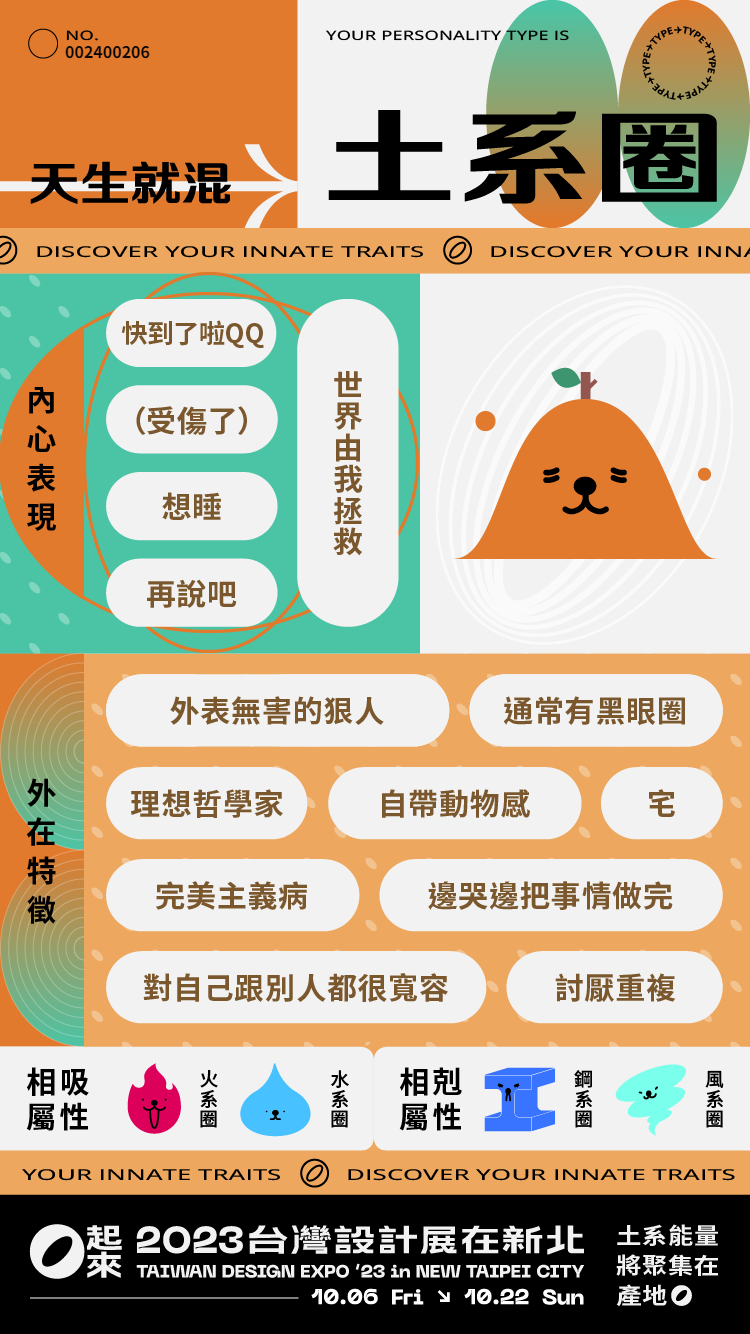 NO.
002400206
YOUR PERSONALITY TYPE IS
TYPE→TYPE→TYPE→TYPE→TYPE→TYPE→
天生就混
土系圈
DISCOVER YOUR INNATE TRAITS
DISCOVER YOUR INNA
內心表現
快到了啦QQ
（受傷了）
想睡
再說吧
世界由我拯救
外在特徵
外表無害的狠人
通常有黑眼圈
理想哲學家
自帶動物感
宅
完美主義病
邊哭邊把事情做完
對自己跟別人都很寬容
討厭重複
相吸屬性
火系圈
水系圈
相剋屬性
鋼系圈
風系圈
YOUR INNATE TRAITS
DISCOVER YOUR INNATE TRAITS
起來
2023台灣設計展在新北
TAIWAN DESIGN EXPO '23 in NEW TAIPEI CITY
10.06 Fri ↘ 10.22 Sun
土系能量
將聚集在
產地